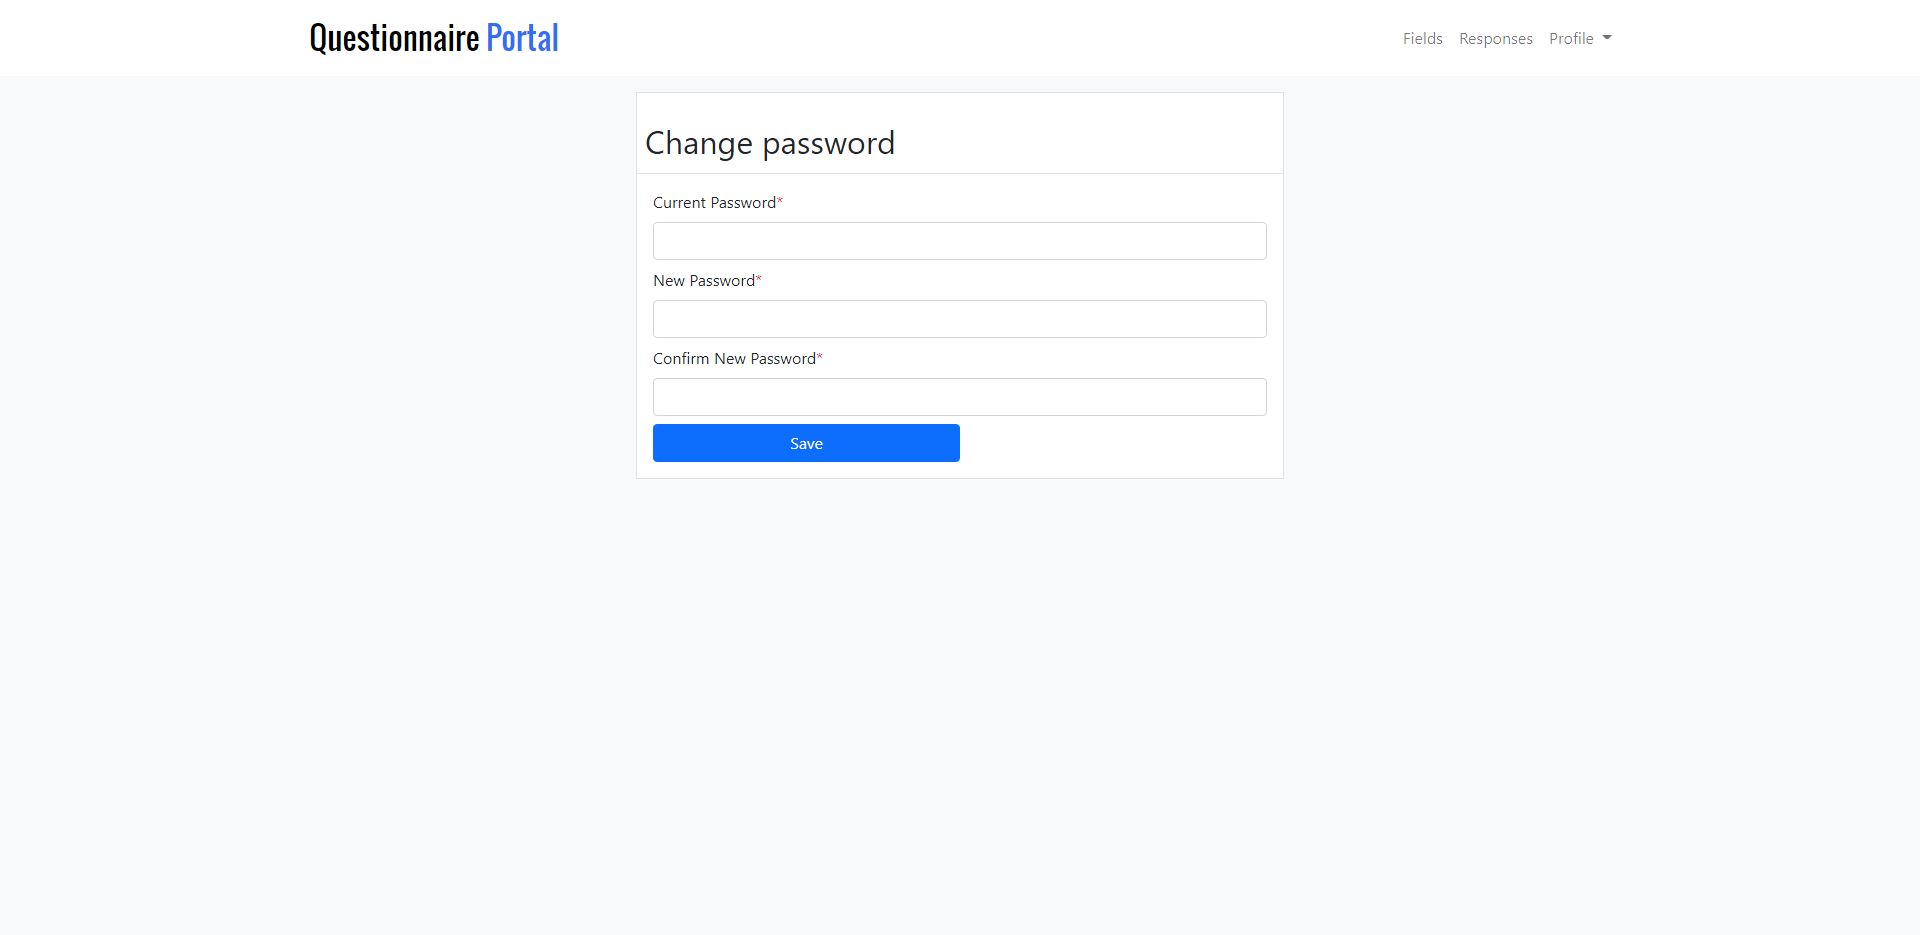 Questionnaire Portal
Fields Responses Profile
Change password
Current Password*
New Password*
Confirm New Password*
Save